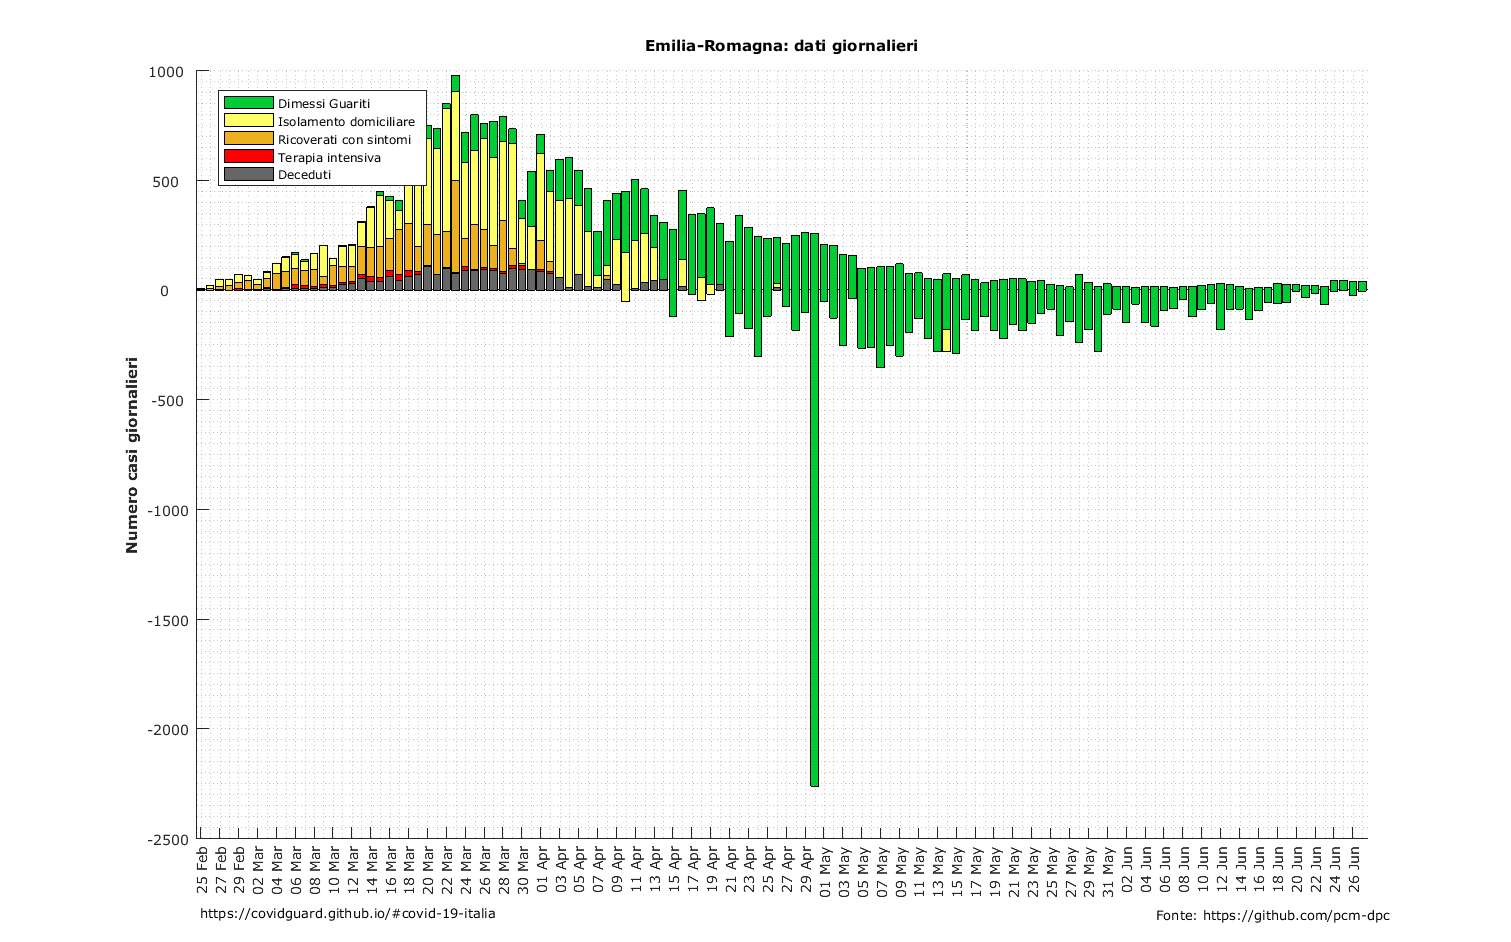 Emilia-Romagna: dati giornalieri
1000
500
0
-500
-1000
-1500
-2000
-2500
Numero casi giornalieri
Dimessi Guariti
Isolamento domiciliare
Ricoverati con sintomi
Terapia intensiva
Deceduti
25 Feb
27 Feb
29 Feb
02 Mar
04 Mar
06 Mar
08 Mar
10 Mar
12 Mar
14 Mar
16 Mar
18 Mar
20 Mar
22 Mar
24 Mar
26 Mar
28 Mar
30 Mar
01 Apr
03 Apr
05 Apr
07 Apr
09 Apr
11 Apr
13 Apr
15 Apr
17 Apr
19 Apr
21 Apr
23 Apr
25 Apr
27 Apr
29 Apr
01 May
03 May
05 May
07 May
09 May
11 May
13 May
15 May
17 May
19 May
21 May
23 May
25 May
27 May
29 May
31 May
02 Jun
04 Jun
06 Jun
08 Jun
10 Jun
12 Jun
14 Jun
16 Jun
18 Jun
20 Jun
22 Jun
24 Jun
26 Jun
https://covidguard.github.io/#covid-19-italia
Fonte: https://github.com/pcm-dpc